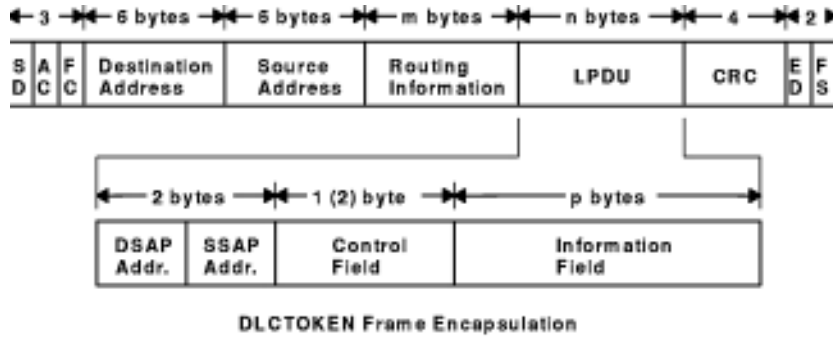 3 6 bytes 6 bytes m bytes n bytes 4 2
S A F Destination Source Routing LPDU CRC E F
D C C Address Address Information D S
2 bytes 1 (2) byte p bytes
DSAP SSAP Control Information
Addr. Addr. Field Field
DLCTOKEN Frame Encapsulation